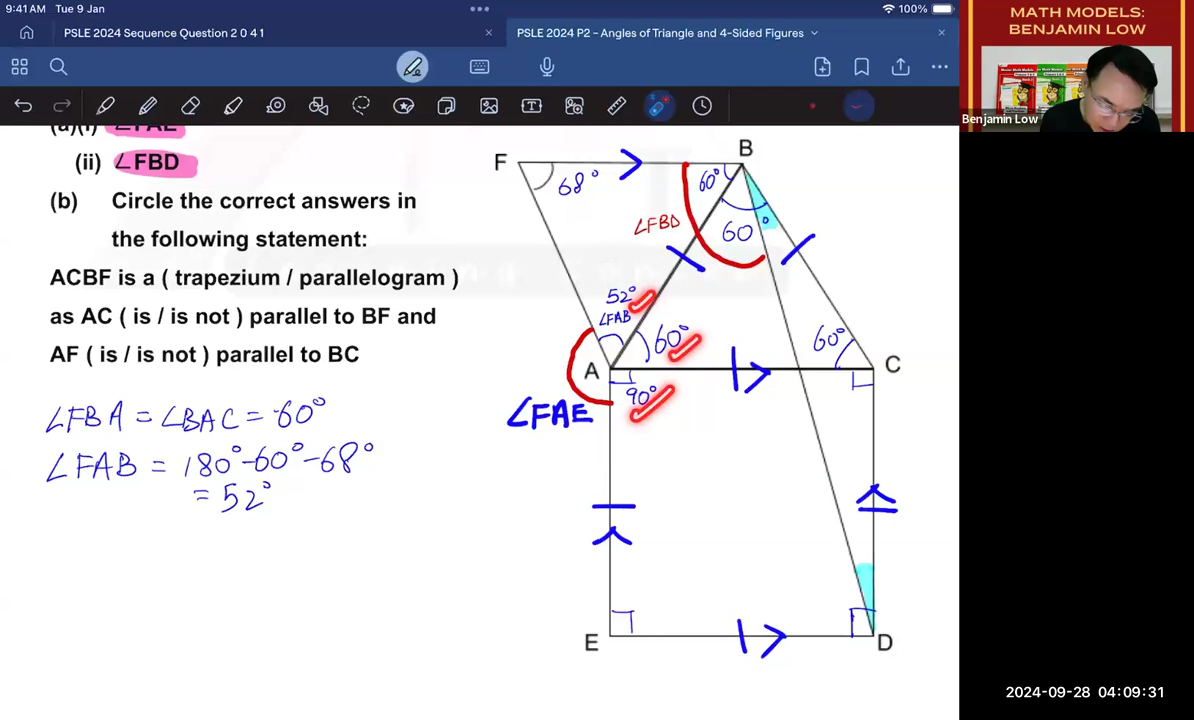 9:41 AM Tue 9 Jan
100%
PSLE 2024 Sequence Question 2 0 4 1
PSLE 2024 P2 – Angles of Triangle and 4-Sided Figures
MATH MODELS:
BENJAMIN LOW
Benjamin Low
(a)(i) ∠FAE
(ii) ∠FBD
(b) Circle the correct answers in
the following statement:
ACBF is a ( trapezium / parallelogram )
as AC ( is / is not ) parallel to BF and
AF ( is / is not ) parallel to BC
∠FBA = ∠BAC = 60°
∠FAB = 180° - 60° - 68°
= 52°
F
B
68°
60°
∠FBD
60°
52°
∠FAB
60°
60°
A
C
90°
∠FAE
E
D
2024-09-28 04:09:31